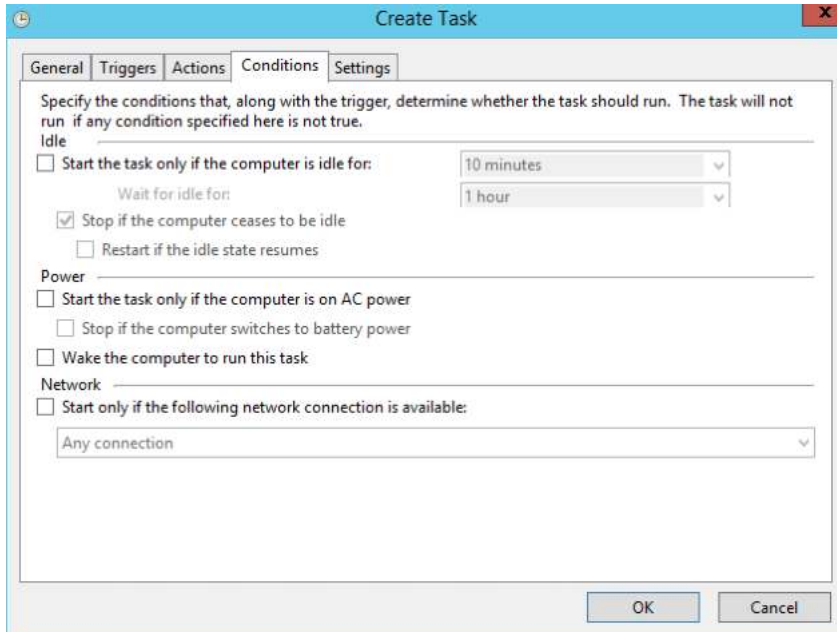 Create Task
x
General Triggers Actions Conditions Settings
Specify the conditions that, along with the trigger, determine whether the task should run. The task will not
run if any condition specified here is not true.
Idle
Start the task only if the computer is idle for: 10 minutes
Wait for idle for: 1 hour
Stop if the computer ceases to be idle
Restart if the idle state resumes
Power
Start the task only if the computer is on AC power
Stop if the computer switches to battery power
Wake the computer to run this task
Network
Start only if the following network connection is available:
Any connection
OK Cancel